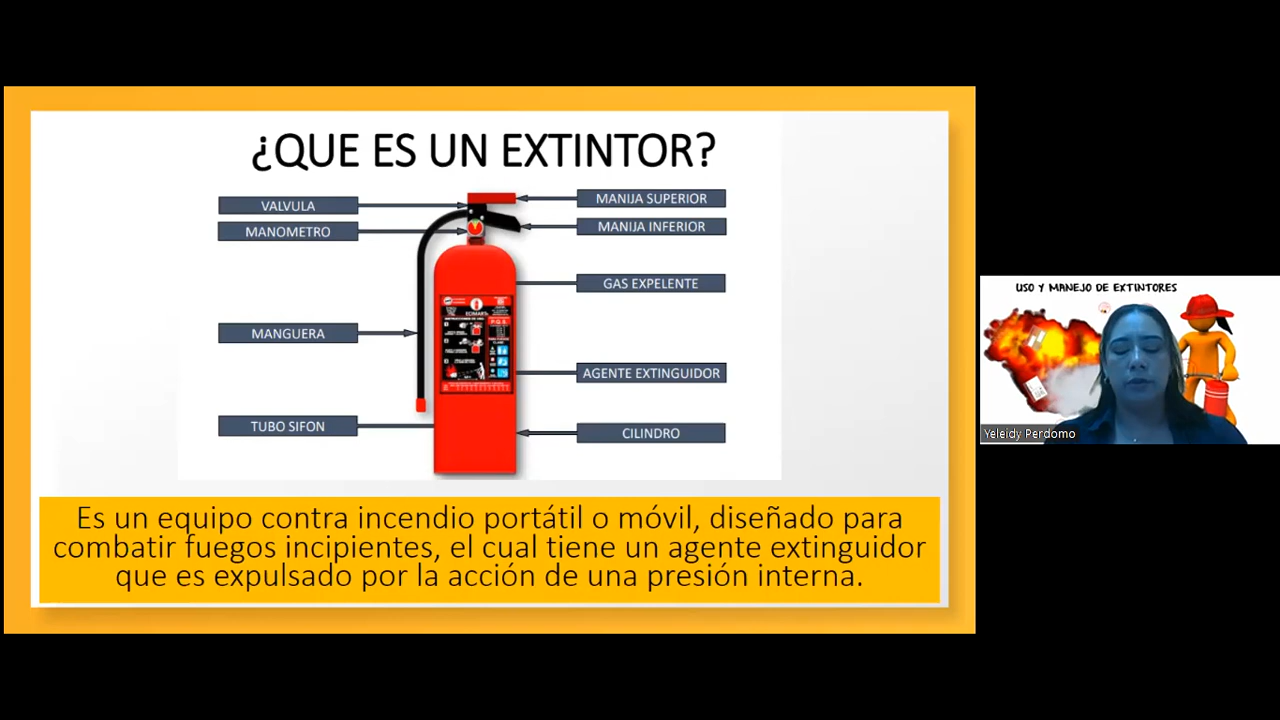 ¿QUE ES UN EXTINTOR?
VALVULA
MANOMETRO
MANGUERA
TUBO SIFON
MANIJA SUPERIOR
MANIJA INFERIOR
GAS EXPELENTE
AGENTE EXTINGUIDOR
CILINDRO
Es un equipo contra incendio portátil o móvil, diseñado para
combatir fuegos incipientes, el cual tiene un agente extinguidor
que es expulsado por la acción de una presión interna.
USO Y MANEJO DE EXTINTORES
Yeleidy Perdomo